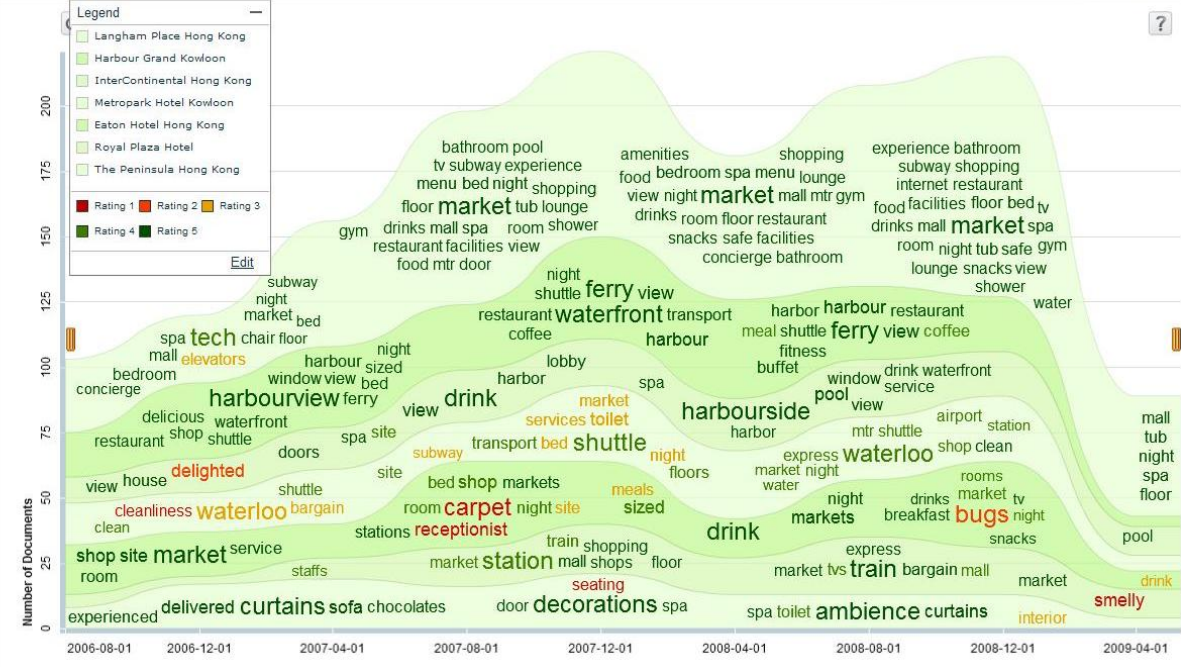 Legend —
?
Langham Place Hong Kong
Harbour Grand Kowloon
InterContinental Hong Kong
Metropark Hotel Kowloon
Eaton Hotel Hong Kong
Royal Plaza Hotel
The Peninsula Hong Kong
Rating 1 Rating 2 Rating 3
Rating 4 Rating 5
Edit
200
175
150
125
100
75
50
25
0
Number of Documents
subway
night
market bed
spa tech chair floor
mall elevators
bedroom
concierge
gym
bathroom pool
tv subway experience
menu bed night shopping
floor market tub lounge
drinks mall spa room shower
restaurant facilities view
food mtr door
amenities shopping
food bedroom spa menu lounge
view night market mall mtr gym
drinks room floor restaurant
snacks safe facilities
concierge bathroom
experience bathroom
subway shopping
internet restaurant
food facilities floor bed tv
drinks mall market spa
room night tub safe gym
lounge snacks view
shower
water
mall
tub
night
spa
floor
night
harbour sized
window view bed
harbourview ferry
delicious waterfront
restaurant shop shuttle
night
shuttle ferry view
restaurant waterfront transport
coffee harbour
harbor harbour restaurant
meal shuttle ferry view coffee
fitness
buffet
lobby
harbor spa
view drink
doors spa site
view house delighted
harbourside
harbor
window drink waterfront
pool service
view
pool
market
services toilet
transport bed shuttle
subway night
site floors
shuttle
cleanliness waterloo bargain
clean
airport
mtr shuttle station
express waterloo shop clean
market night
water
shop site market service
room
bed shop markets meals
room carpet night site sized
stations receptionist
drink
night
markets
rooms
drinks market tv
breakfast bugs night
snacks
drink
staffs
train shopping
market station mall shops floor
express
market tvs train bargain mall
market
smelly
experienced delivered curtains sofa chocolates
seating
door decorations spa
spa toilet ambience curtains
interior
2006-08-01 2006-12-01 2007-04-01 2007-08-01 2007-12-01 2008-04-01 2008-08-01 2008-12-01 2009-04-01